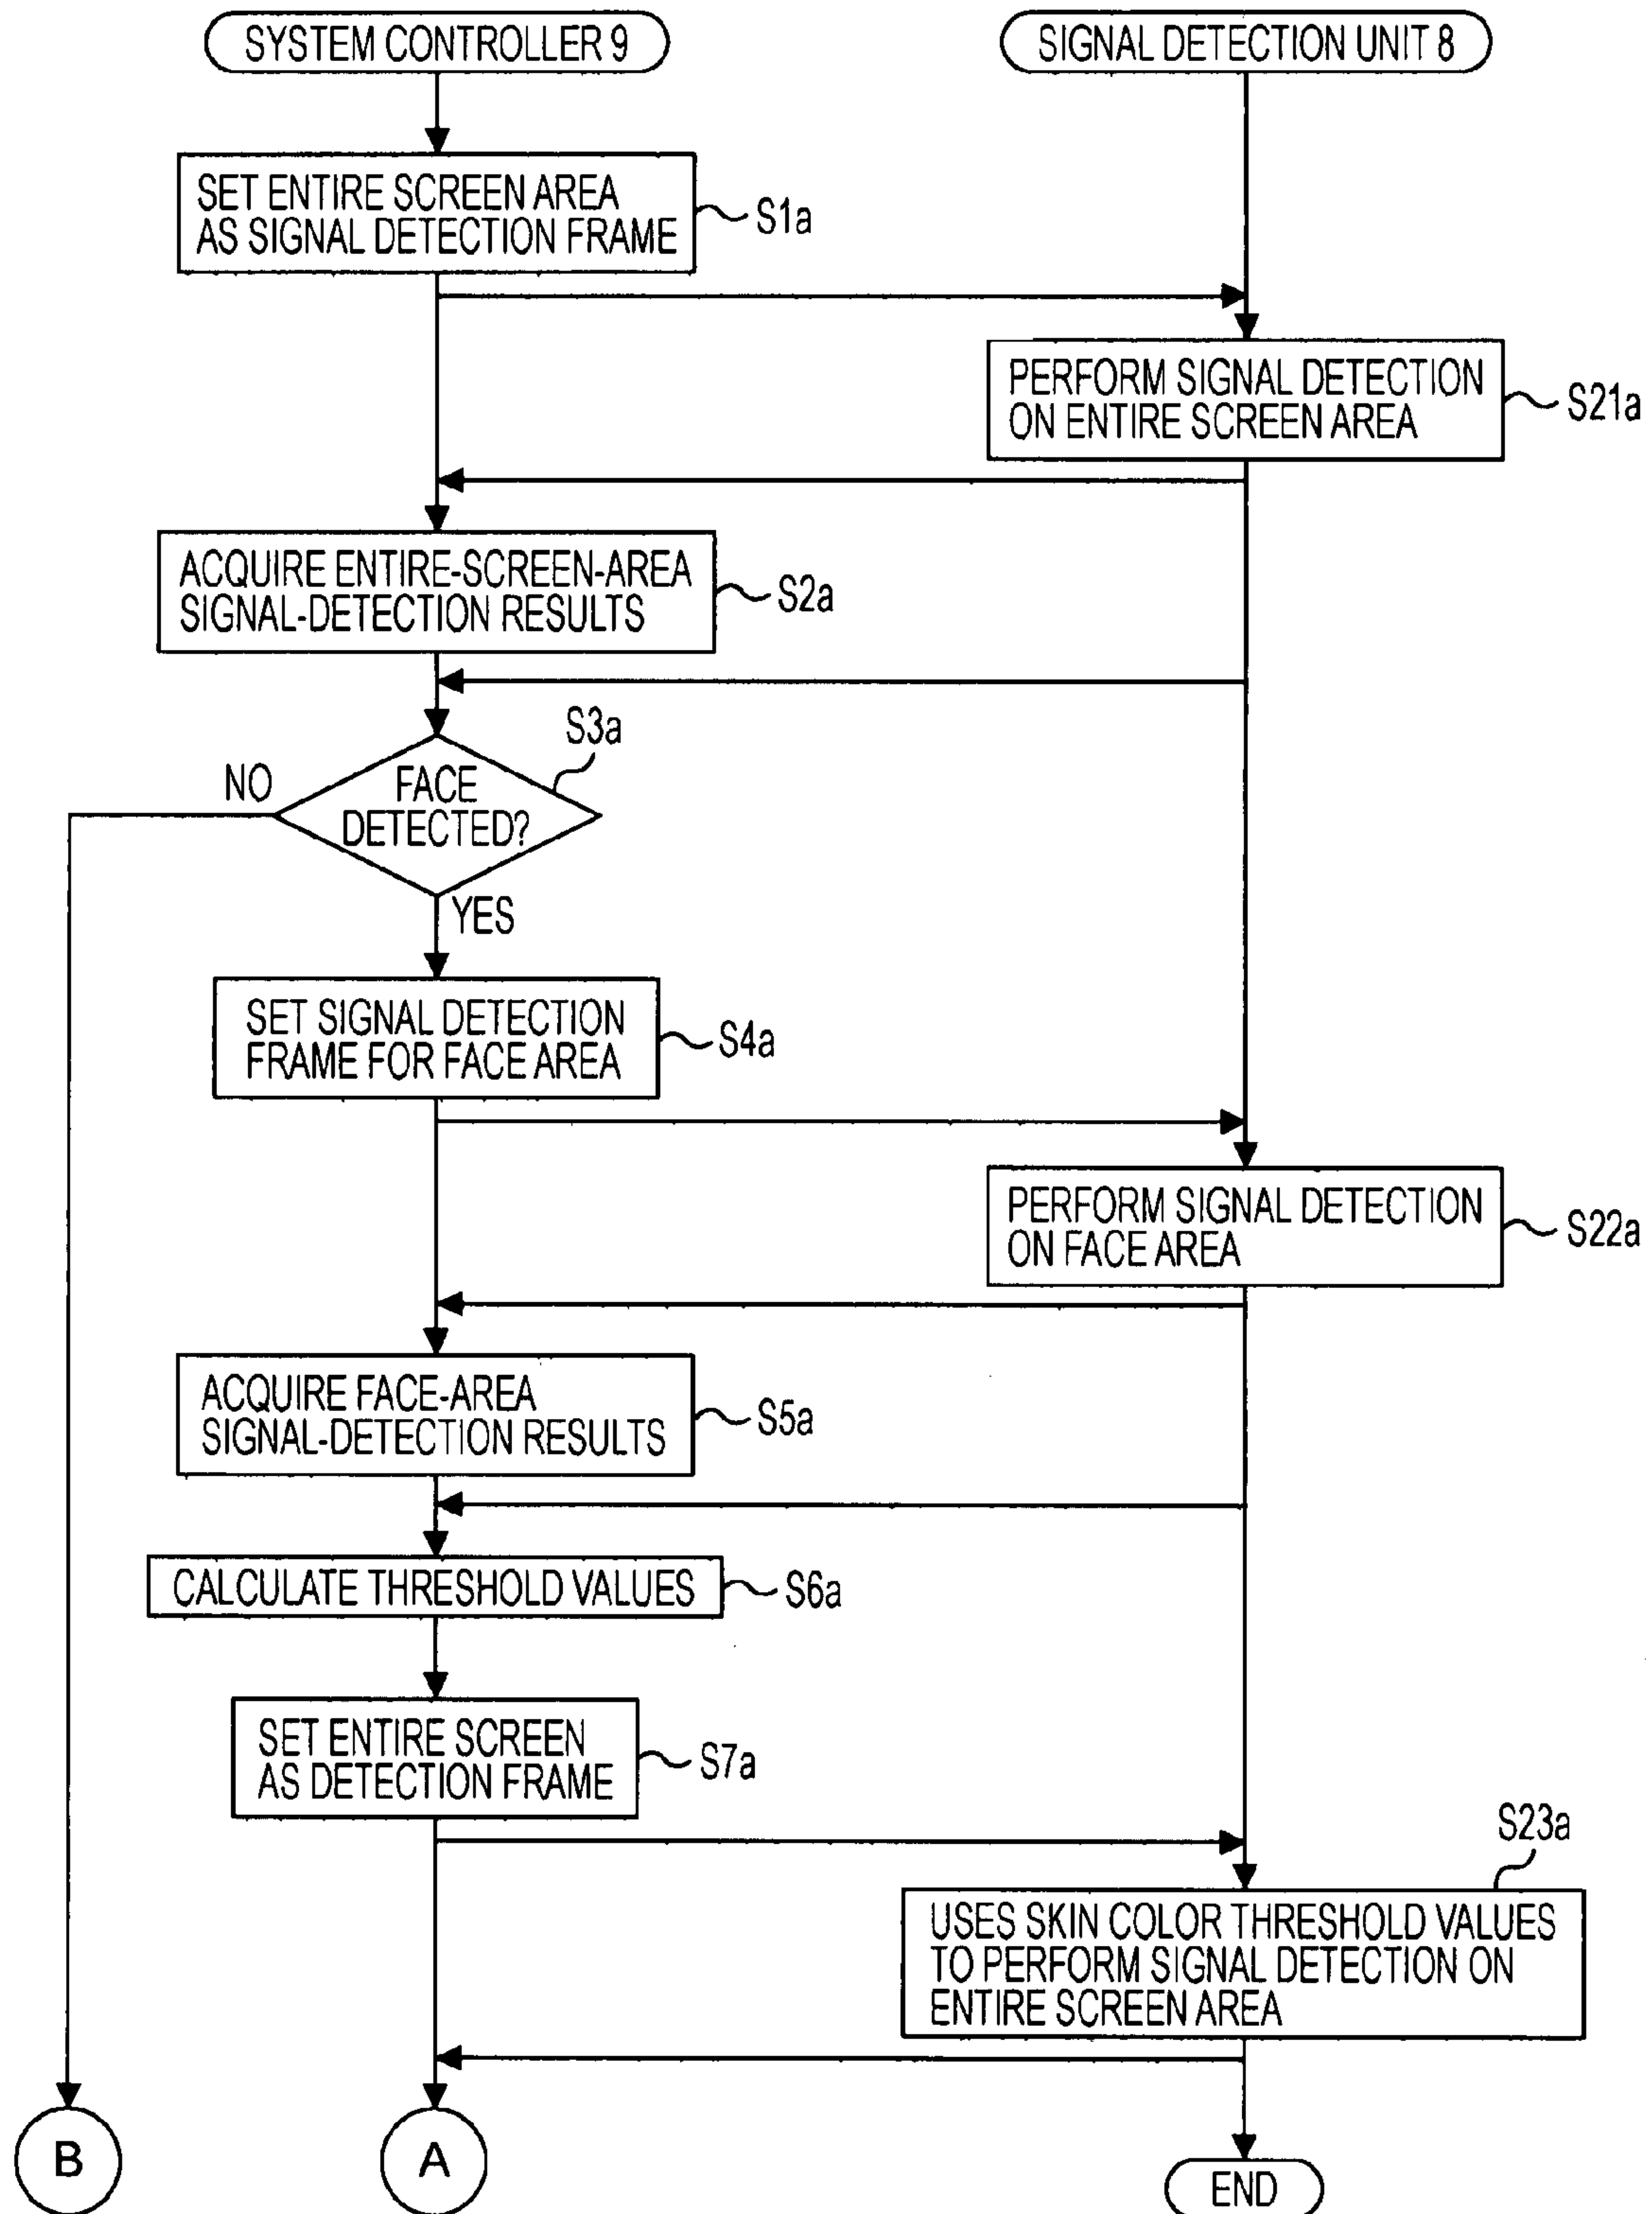 SYSTEM CONTROLLER 9
SIGNAL DETECTION UNIT 8
SET ENTIRE SCREEN AREA
AS SIGNAL DETECTION FRAME
S1a
PERFORM SIGNAL DETECTION
ON ENTIRE SCREEN AREA
S21a
ACQUIRE ENTIRE-SCREEN-AREA
SIGNAL-DETECTION RESULTS
S2a
S3a
NO
FACE
DETECTED?
YES
SET SIGNAL DETECTION
FRAME FOR FACE AREA
S4a
PERFORM SIGNAL DETECTION
ON FACE AREA
S22a
ACQUIRE FACE-AREA
SIGNAL-DETECTION RESULTS
S5a
CALCULATE THRESHOLD VALUES
S6a
SET ENTIRE SCREEN
AS DETECTION FRAME
S7a
S23a
USES SKIN COLOR THRESHOLD VALUES
TO PERFORM SIGNAL DETECTION ON
ENTIRE SCREEN AREA
B
A
END